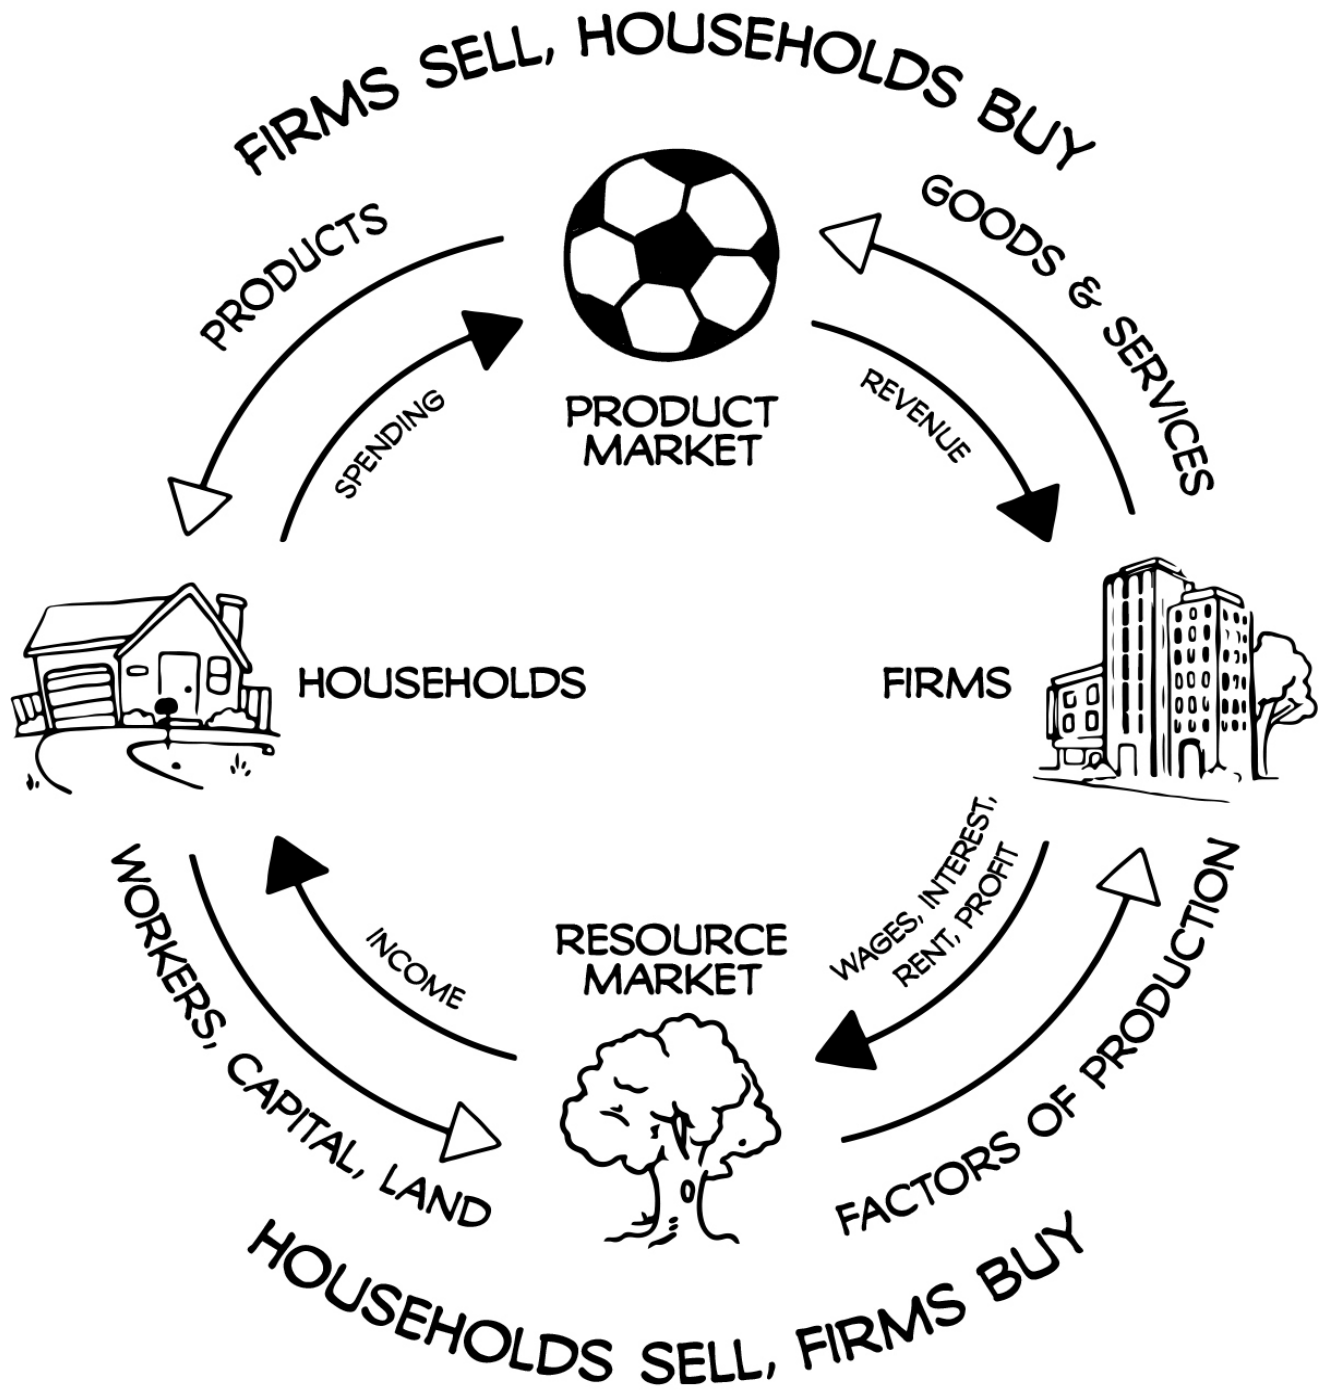 FIRMS SELL, HOUSEHOLDS BUY
PRODUCTS
GOODS & SERVICES
SPENDING
REVENUE
PRODUCT
MARKET
HOUSEHOLDS
FIRMS
WORKERS, CAPITAL, LAND
INCOME
RESOURCE
MARKET
WAGES, INTEREST,
RENT, PROFIT
FACTORS OF PRODUCTION
HOUSEHOLDS SELL, FIRMS BUY